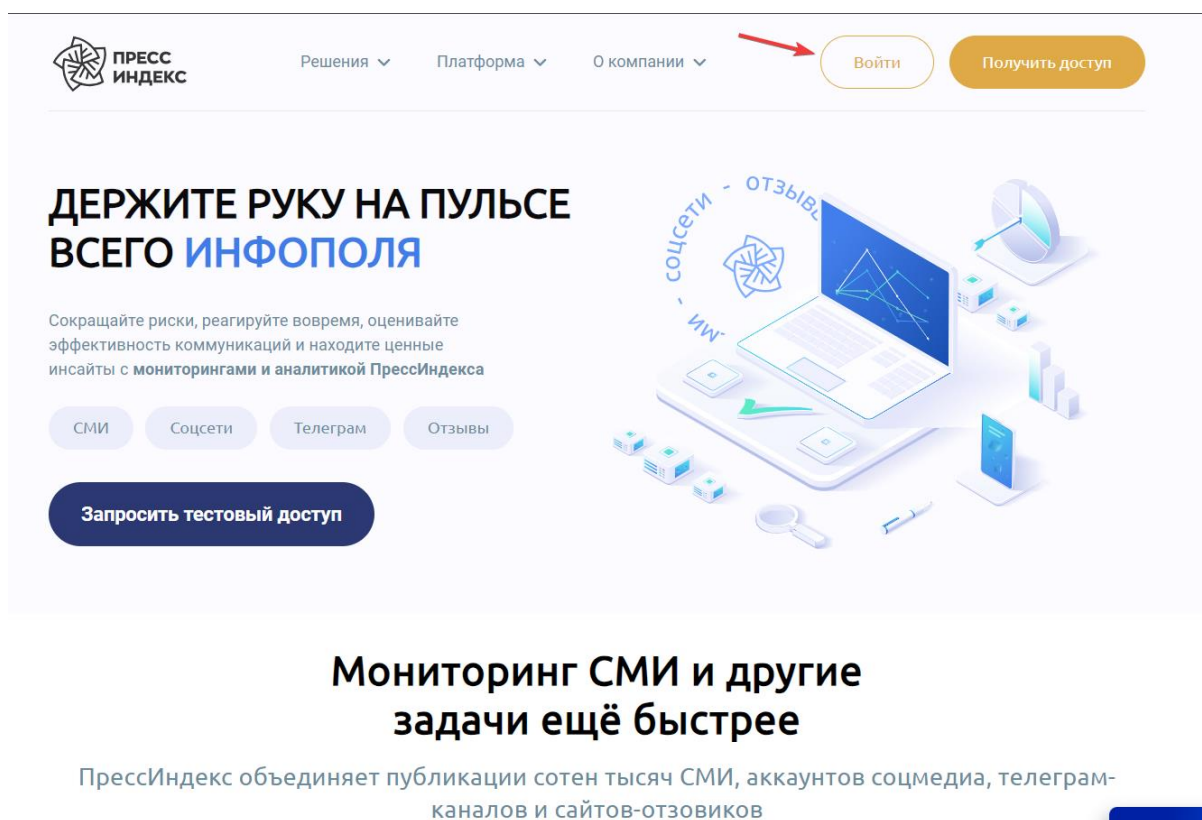 ПРЕСС
ИНДЕКС
Решения
Платформа
О компании
Войти
Получить доступ
ДЕРЖИТЕ РУКУ НА ПУЛЬСЕ
ВСЕГО ИНФОПОЛЯ
Сокращайте риски, реагируйте вовремя, оценивайте
эффективность коммуникаций и находите ценные
инсайты с мониторингами и аналитикой ПрессИндекса
СМИ
Соцсети
Телеграм
Отзывы
Запросить тестовый доступ
СМИ - СОЦСЕТИ - ОТЗЫВЫ
Мониторинг СМИ и другие
задачи ещё быстрее
ПрессИндекс объединяет публикации сотен тысяч СМИ, аккаунтов соцмедиа, телеграм-
каналов и сайтов-отзовиков